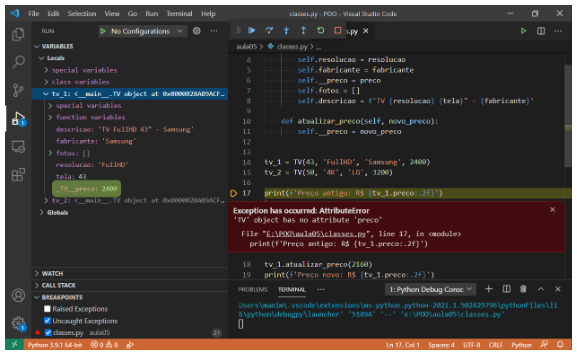 File Edit Selection View Go Run Terminal Help
classes.py - POO - Visual Studio Code
RUN
No Configurations
s.py
aula05 > classes.py > ...
VARIABLES
Locals
> special variables
> class variables
tv_1: <__main__.TV object at 0x0000028AB9ACF…
> special variables
> function variables
descricao: "TV FullHD 43" - Samsung'
fabricante: 'Samsung'
> fotos: []
resolucao: 'FullHD'
tela: 43
_TV__preco: 2400
> tv_2: <__main__.TV object at 0x0000028AB9ACF…
> Globals
4 self.resolucao = resolucao
5 self.fabricante = fabricante
6 self.__preco = preco
7 self.fotos = []
8 self.descricao = f'TV {resolucao} {tela}" - {fabricante}'
9
10 def atualizar_preco(self, novo_preco):
11 self.__preco = novo_preco
12
13
14 tv_1 = TV(43, 'FullHD', 'Samsung', 2400)
15 tv_2 = TV(50, '4K', 'LG', 3200)
16
17 print(f'Preco antigo: R$ {tv_1.preco:.2f}')
Exception has occurred: AttributeError
'TV' object has no attribute 'preco'
File "E:\POO\aula05\classes.py", line 17, in <module>
print(f'Preco antigo: R$ {tv_1.preco:.2f}')
18 tv_1.atualizar_preco(2160)
19 print(f'Preco novo: R$ {tv_1.preco:.2f}')
> WATCH
> CALL STACK
BREAKPOINTS
Raised Exceptions
Uncaught Exceptions
classes.py aula05 21
PROBLEMS TERMINAL ... 1: Python Debug Consc
Users\maxim\.vscode\extensions\ms-python.python-2021.1.502429796\pythonFiles\li
b\python\debugpy\launcher' '51494' '--' 'e:\POO\aula05\classes.py'
Python 3.9.1 64-bit 0 0 Ln 17, Col 1 Spaces: 4 UTF-8 CRLF Python